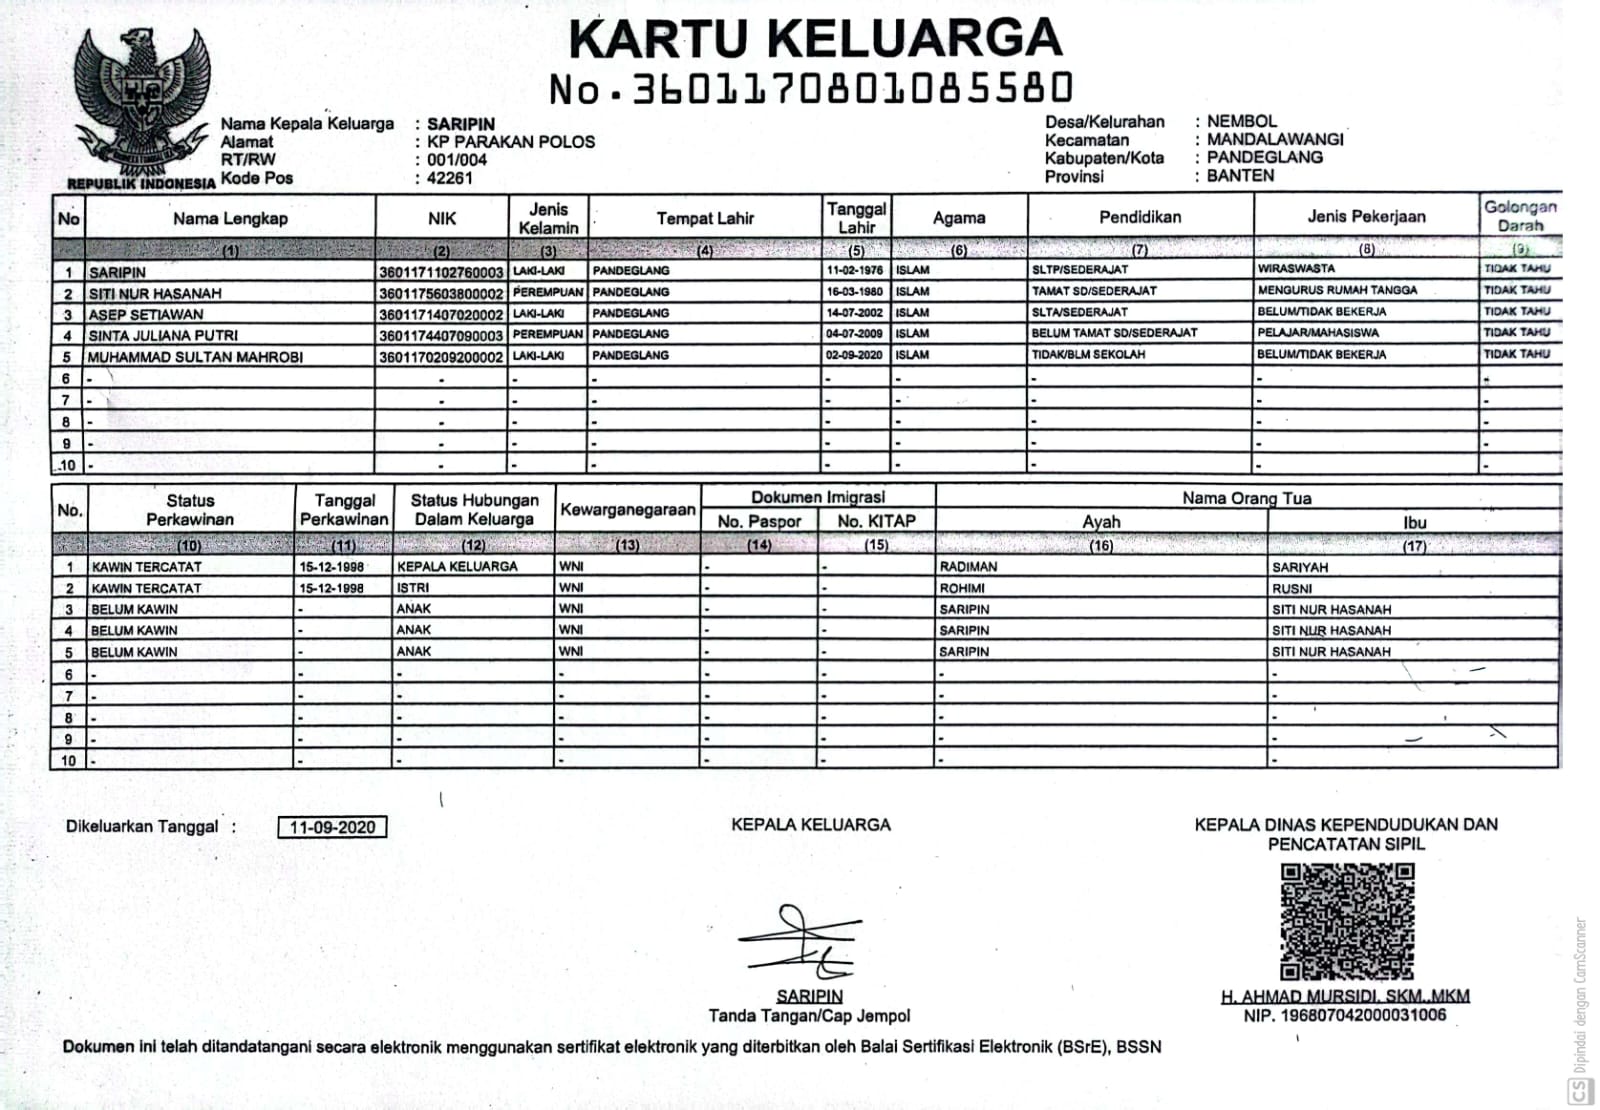 KARTU KELUARGA
No.3601170801085580
REPUBLIK INDONESIA
Nama Kepala Keluarga : SARIPIN
Alamat : KP PARAKAN POLOS
RT/RW : 001/004
Kode Pos : 42261
Desa/Kelurahan : NEMBOL
Kecamatan : MANDALAWANGI
Kabupaten/Kota : PANDEGLANG
Provinsi : BANTEN
No Nama Lengkap NIK Jenis Kelamin Tempat Lahir Tanggal Lahir Agama Pendidikan Jenis Pekerjaan Golongan Darah
(1) (2) (3) (4) (5) (6) (7) (8) (9)
1 SARIPIN 3601171102760003 LAKI-LAKI PANDEGLANG 11-02-1976 ISLAM SLTP/SEDERAJAT WIRASWASTA TIDAK TAHU
2 SITI NUR HASANAH 3601175603800002 PEREMPUAN PANDEGLANG 16-03-1980 ISLAM TAMAT SD/SEDERAJAT MENGURUS RUMAH TANGGA TIDAK TAHU
3 ASEP SETIAWAN 3601171407020002 LAKI-LAKI PANDEGLANG 14-07-2002 ISLAM SLTA/SEDERAJAT BELUM/TIDAK BEKERJA TIDAK TAHU
4 SINTA JULIANA PUTRI 3601174407090003 PEREMPUAN PANDEGLANG 04-07-2009 ISLAM BELUM TAMAT SD/SEDERAJAT PELAJAR/MAHASISWA TIDAK TAHU
5 MUHAMMAD SULTAN MAHROBI 3601170209200002 LAKI-LAKI PANDEGLANG 02-09-2020 ISLAM TIDAK/BLM SEKOLAH BELUM/TIDAK BEKERJA TIDAK TAHU
6 - - - - - - - - -
7 - - - - - - - - -
8 - - - - - - - - -
9 - - - - - - - - -
10 - - - - - - - - -
No. Status Perkawinan Tanggal Perkawinan Status Hubungan Dalam Keluarga Kewarganegaraan Dokumen Imigrasi Nama Orang Tua
No. Paspor No. KITAP Ayah Ibu
(10) (11) (12) (13) (14) (15) (16) (17)
1 KAWIN TERCATAT 15-12-1998 KEPALA KELUARGA WNI - - RADIMAN SARIYAH
2 KAWIN TERCATAT 15-12-1998 ISTRI WNI - - ROHIMI RUSNI
3 BELUM KAWIN - ANAK WNI - - SARIPIN SITI NUR HASANAH
4 BELUM KAWIN - ANAK WNI - - SARIPIN SITI NUR HASANAH
5 BELUM KAWIN - ANAK WNI - - SARIPIN SITI NUR HASANAH
6 - - - - - - - -
7 - - - - - - - -
8 - - - - - - - -
9 - - - - - - - -
10 - - - - - - - -
Dikeluarkan Tanggal : 11-09-2020
KEPALA KELUARGA
SARIPIN
Tanda Tangan/Cap Jempol
KEPALA DINAS KEPENDUDUKAN DAN
PENCATATAN SIPIL
H. AHMAD MURSIDI, SKM.,MKM
NIP. 196807042000031006
Dokumen ini telah ditandatangani secara elektronik menggunakan sertifikat elektronik yang diterbitkan oleh Balai Sertifikasi Elektronik (BSrE), BSSN
CS Dipindai dengan CamScanner